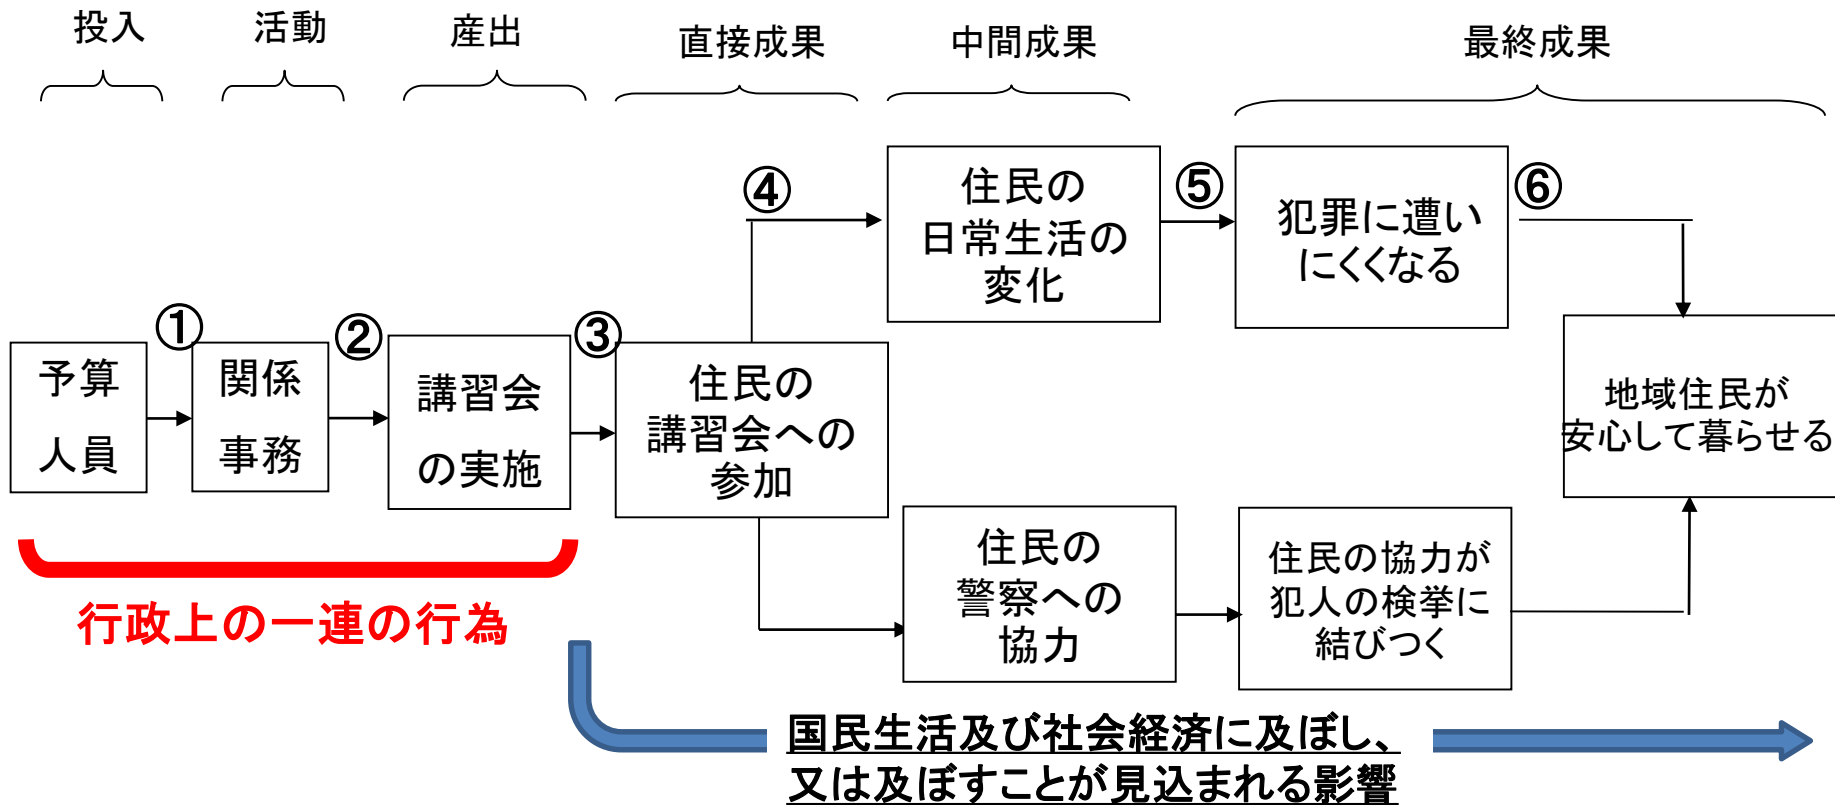 投入
活動
産出
直接成果
中間成果
最終成果
①
②
③
④
⑤
⑥
予算
人員
関係
事務
講習会
の実施
住民の
講習会への
参加
住民の
日常生活の
変化
犯罪に遭い
にくくなる
住民の
警察への
協力
住民の協力が
犯人の検挙に
結びつく
地域住民が
安心して暮らせる
行政上の一連の行為
国民生活及び社会経済に及ぼし、
又は及ぼすことが見込まれる影響